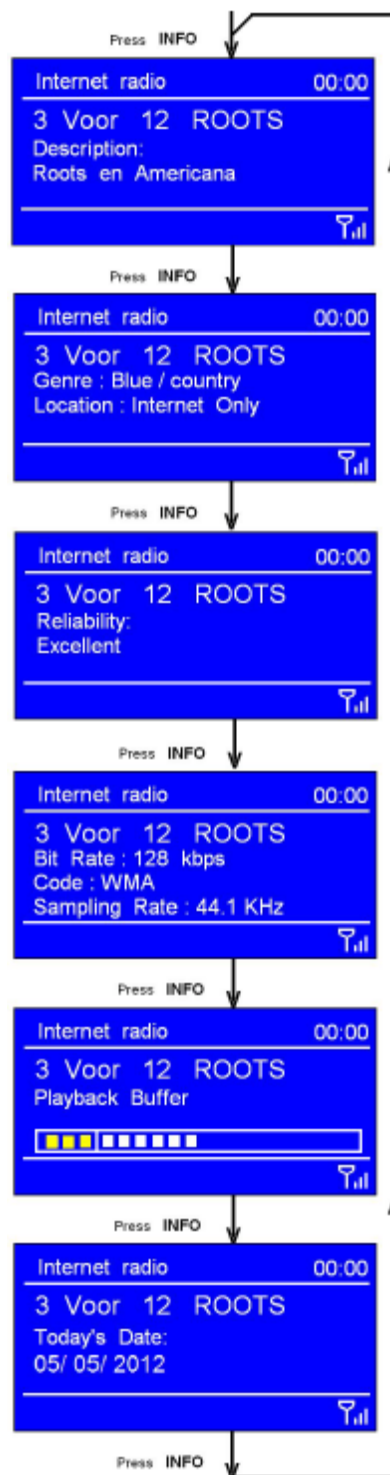 Press INFO
Internet radio 00:00
3 Voor 12 ROOTS
Description:
Roots en Americana
Press INFO
Internet radio 00:00
3 Voor 12 ROOTS
Genre : Blue / country
Location : Internet Only
Press INFO
Internet radio 00:00
3 Voor 12 ROOTS
Reliability:
Excellent
Press INFO
Internet radio 00:00
3 Voor 12 ROOTS
Bit Rate : 128 kbps
Code : WMA
Sampling Rate : 44.1 KHz
Press INFO
Internet radio 00:00
3 Voor 12 ROOTS
Playback Buffer
Press INFO
Internet radio 00:00
3 Voor 12 ROOTS
Today's Date:
05/ 05/ 2012
Press INFO